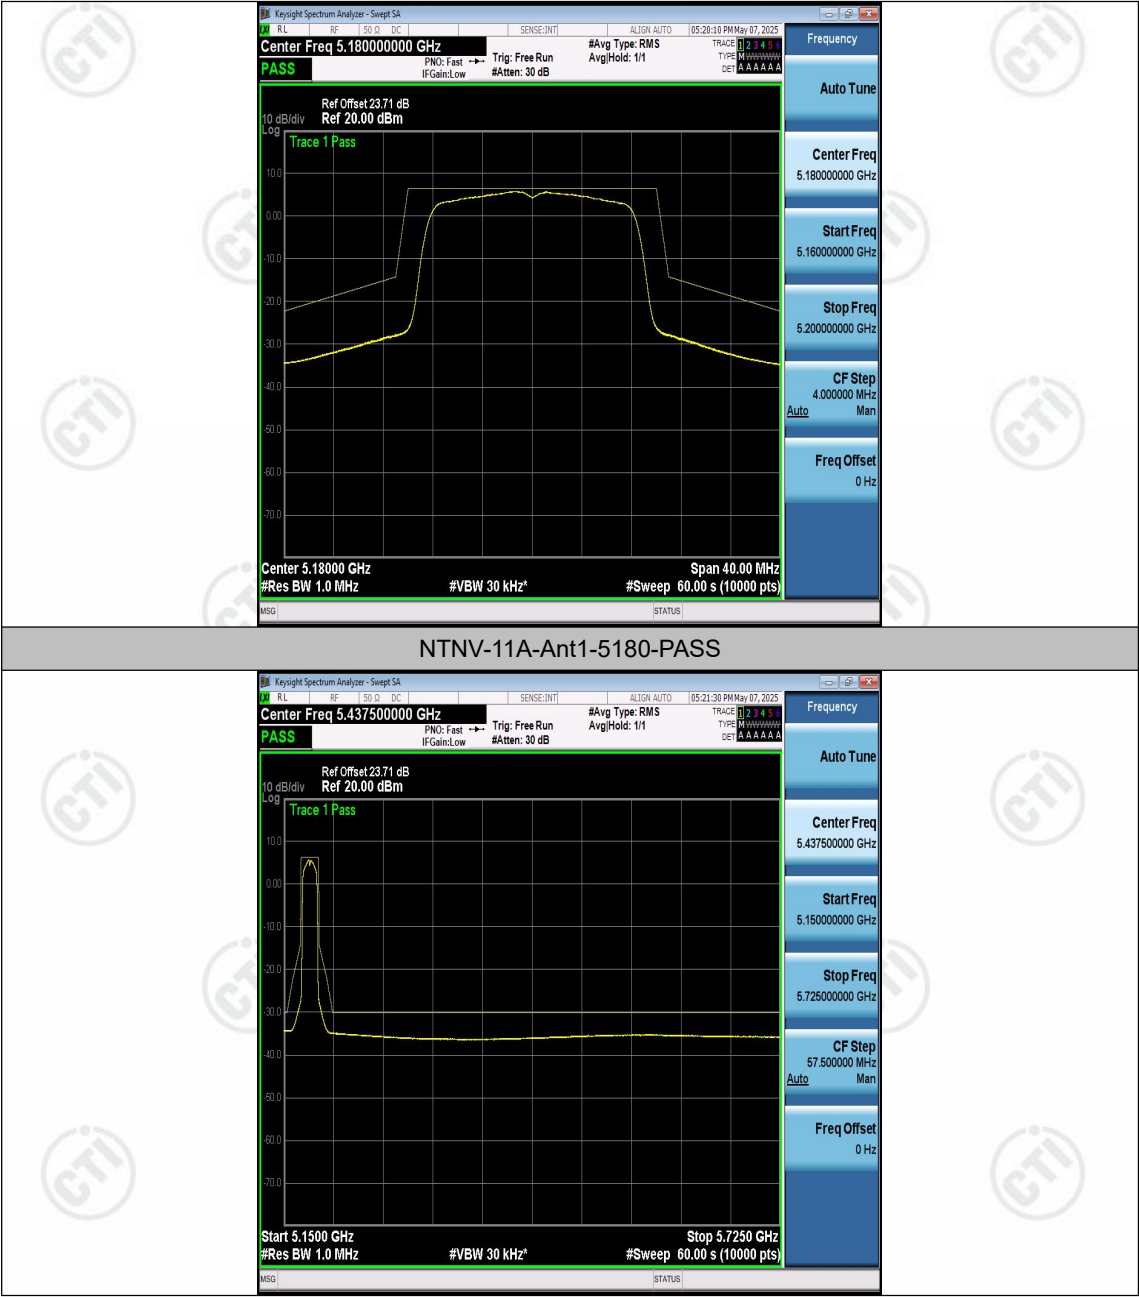 Keysight Spectrum Analyzer - Swept SA
RL RF 50 Ω DC SENSE:INT ALIGN AUTO 05:20:10 PM May 07, 2025
Center Freq 5.180000000 GHz
PASS
PNO: Fast
IFGain:Low
Trig: Free Run
#Atten: 30 dB
#Avg Type: RMS
Avg|Hold: 1/1
TRACE 1 2 3 4 5 6
TYPE M WWWWW
DET A A A A A A
Ref Offset 23.71 dB
10 dB/div Ref 20.00 dBm
Log
Trace 1 Pass
10.0
0.00
-10.0
-20.0
-30.0
-40.0
-50.0
-60.0
-70.0
Center 5.18000 GHz Span 40.00 MHz
#Res BW 1.0 MHz #VBW 30 kHz* #Sweep 60.00 s (10000 pts)
MSG STATUS
Frequency
Auto Tune
Center Freq
5.180000000 GHz
Start Freq
5.160000000 GHz
Stop Freq
5.200000000 GHz
CF Step
4.000000 MHz
Auto Man
Freq Offset
0 Hz
NTNV-11A-Ant1-5180-PASS
Keysight Spectrum Analyzer - Swept SA
RL RF 50 Ω DC SENSE:INT ALIGN AUTO 05:21:30 PM May 07, 2025
Center Freq 5.437500000 GHz
PASS
PNO: Fast
IFGain:Low
Trig: Free Run
#Atten: 30 dB
#Avg Type: RMS
Avg|Hold: 1/1
TRACE 1 2 3 4 5 6
TYPE M WWWWW
DET A A A A A A
Ref Offset 23.71 dB
10 dB/div Ref 20.00 dBm
Log
Trace 1 Pass
10.0
0.00
-10.0
-20.0
-30.0
-40.0
-50.0
-60.0
-70.0
Start 5.1500 GHz Stop 5.7250 GHz
#Res BW 1.0 MHz #VBW 30 kHz* #Sweep 60.00 s (10000 pts)
MSG STATUS
Frequency
Auto Tune
Center Freq
5.437500000 GHz
Start Freq
5.150000000 GHz
Stop Freq
5.725000000 GHz
CF Step
57.500000 MHz
Auto Man
Freq Offset
0 Hz
CTI
CTI
CTI
CTI
CTI
CTI
CTI
CTI
CTI